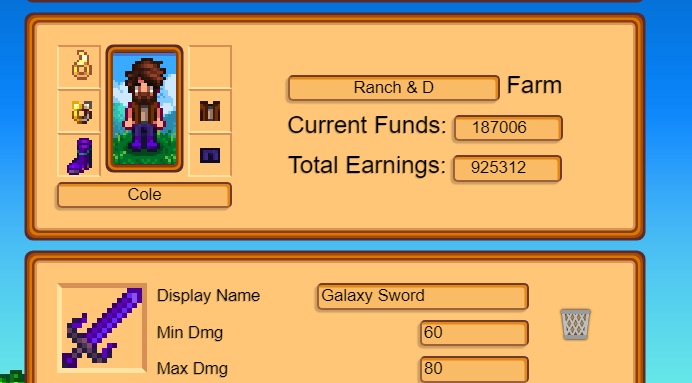 Ranch & D Farm
Current Funds: 187006
Total Earnings: 925312
Cole
Display Name Galaxy Sword
Min Dmg 60
Max Dmg 80